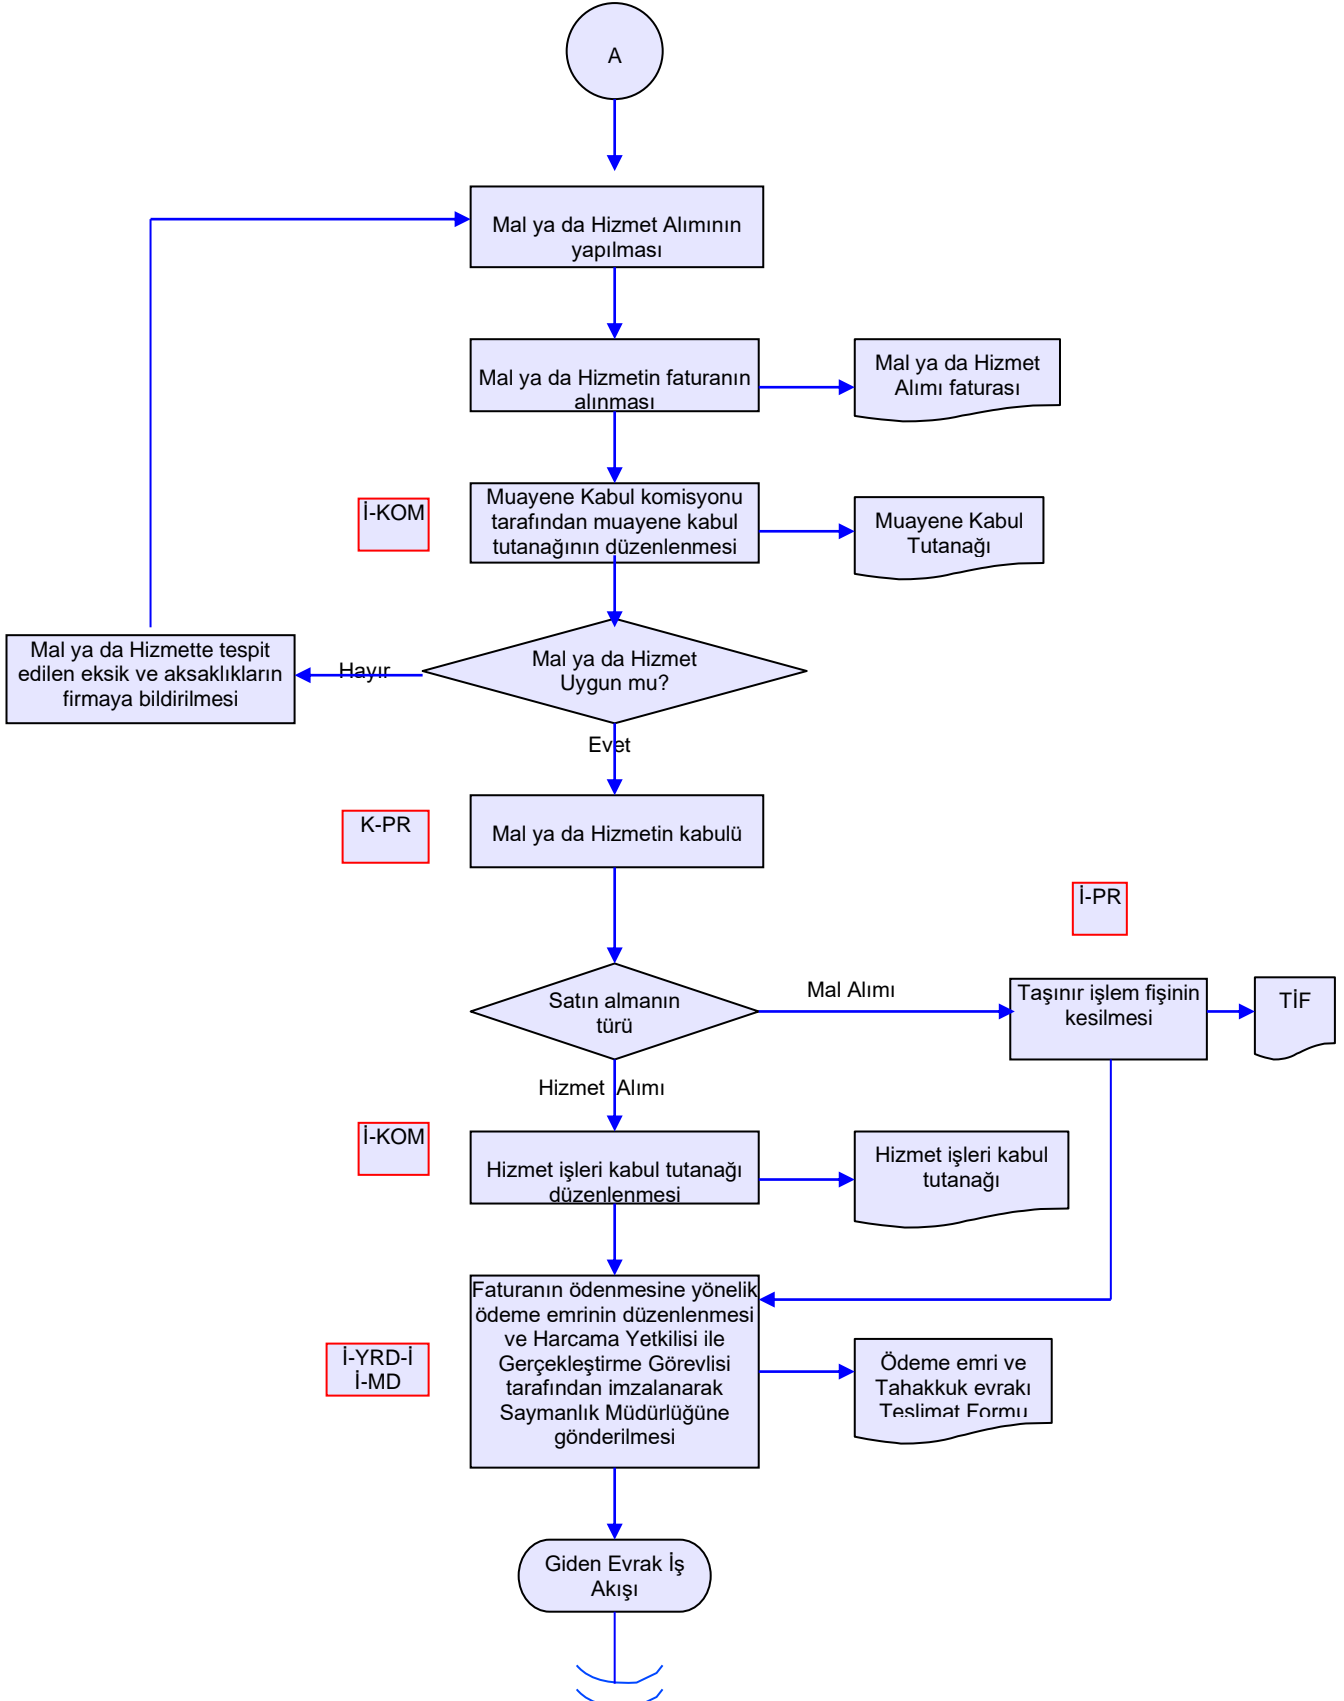 A
Mal ya da Hizmet Alımının
yapılması
Mal ya da Hizmetin faturanın
alınması
Mal ya da Hizmet
Alımı faturası
İ-KOM
Muayene Kabul komisyonu
tarafından muayene kabul
tutanağının düzenlenmesi
Muayene Kabul
Tutanağı
Mal ya da Hizmette tespit
edilen eksik ve aksaklıkların
firmaya bildirilmesi
Hayır
Mal ya da Hizmet
Uygun mu?
Evet
K-PR
Mal ya da Hizmetin kabulü
İ-PR
Satın almanın
türü
Mal Alımı
Taşınır işlem fişinin
kesilmesi
TİF
Hizmet Alımı
İ-KOM
Hizmet işleri kabul tutanağı
düzenlenmesi
Hizmet işleri kabul
tutanağı
Faturanın ödenmesine yönelik
ödeme emrinin düzenlenmesi
ve Harcama Yetkilisi ile
Gerçekleştirme Görevlisi
tarafından imzalanarak
Saymanlık Müdürlüğüne
gönderilmesi
İ-YRD-İ
İ-MD
Ödeme emri ve
Tahakkuk evrakı
Teslimat Formu
Giden Evrak İş
Akışı